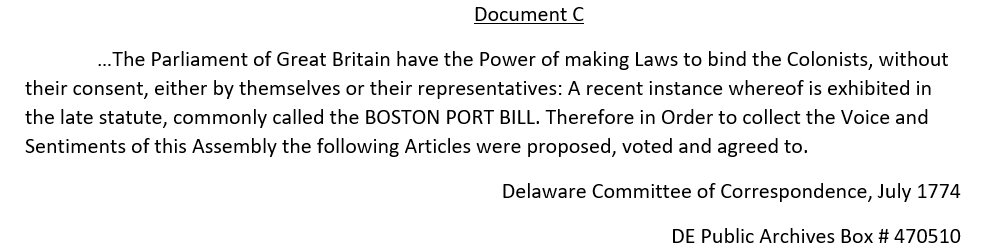 Document C
...The Parliament of Great Britain have the Power of making Laws to bind the Colonists, without
their consent, either by themselves or their representatives: A recent instance whereof is exhibited in
the late statute, commonly called the BOSTON PORT BILL. Therefore in Order to collect the Voice and
Sentiments of this Assembly the following Articles were proposed, voted and agreed to.
Delaware Committee of Correspondence, July 1774
DE Public Archives Box # 470510